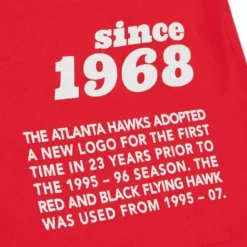 since
1968
THE ATLANTA HAWKS ADOPTED
A NEW LOGO FOR THE FIRST
TIME IN 23 YEARS PRIOR TO
THE 1995 – 96 SEASON. THE
RED AND BLACK FLYING HAWK
WAS USED FROM 1995 – 07.